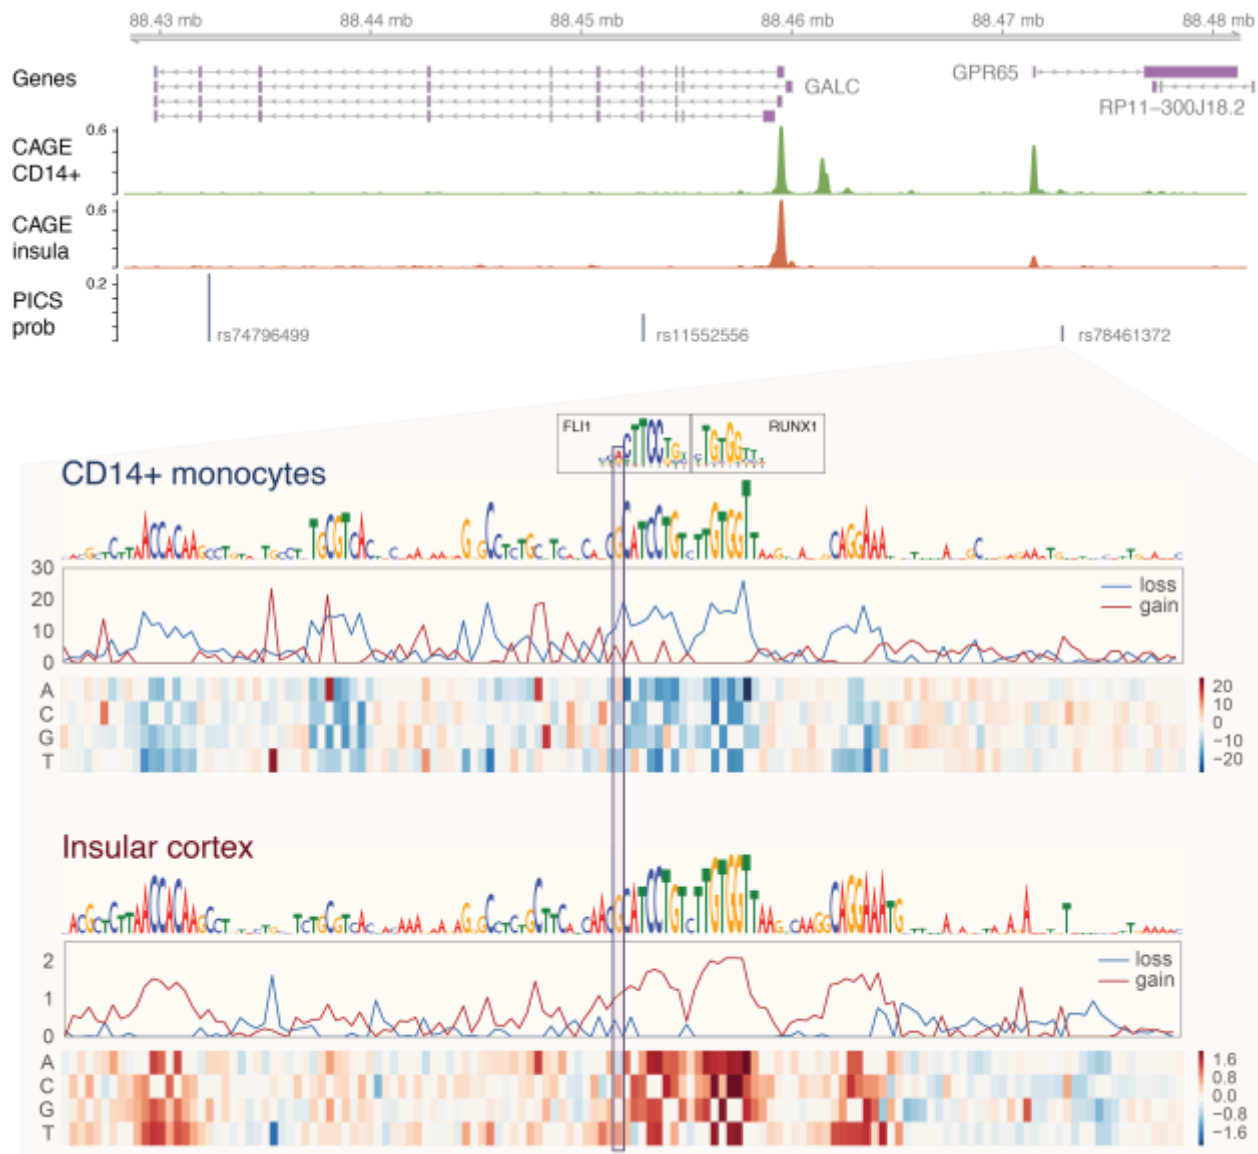 88.43 mb 88.44 mb 88.45 mb 88.46 mb 88.47 mb 88.48 mb
Genes
GALC
GPR65
RP11−300J18.2
CAGE
CD14+
0.6
CAGE
insula
0.6
PICS
prob
0.2
rs74796499 rs11552556 rs78461372
FLI1 RUNX1
CD14+ monocytes
30
20
10
0
loss
gain
A
C
G
T
20
10
0
−10
−20
Insular cortex
2
1
0
loss
gain
A
C
G
T
1.6
0.8
0.0
−0.8
−1.6